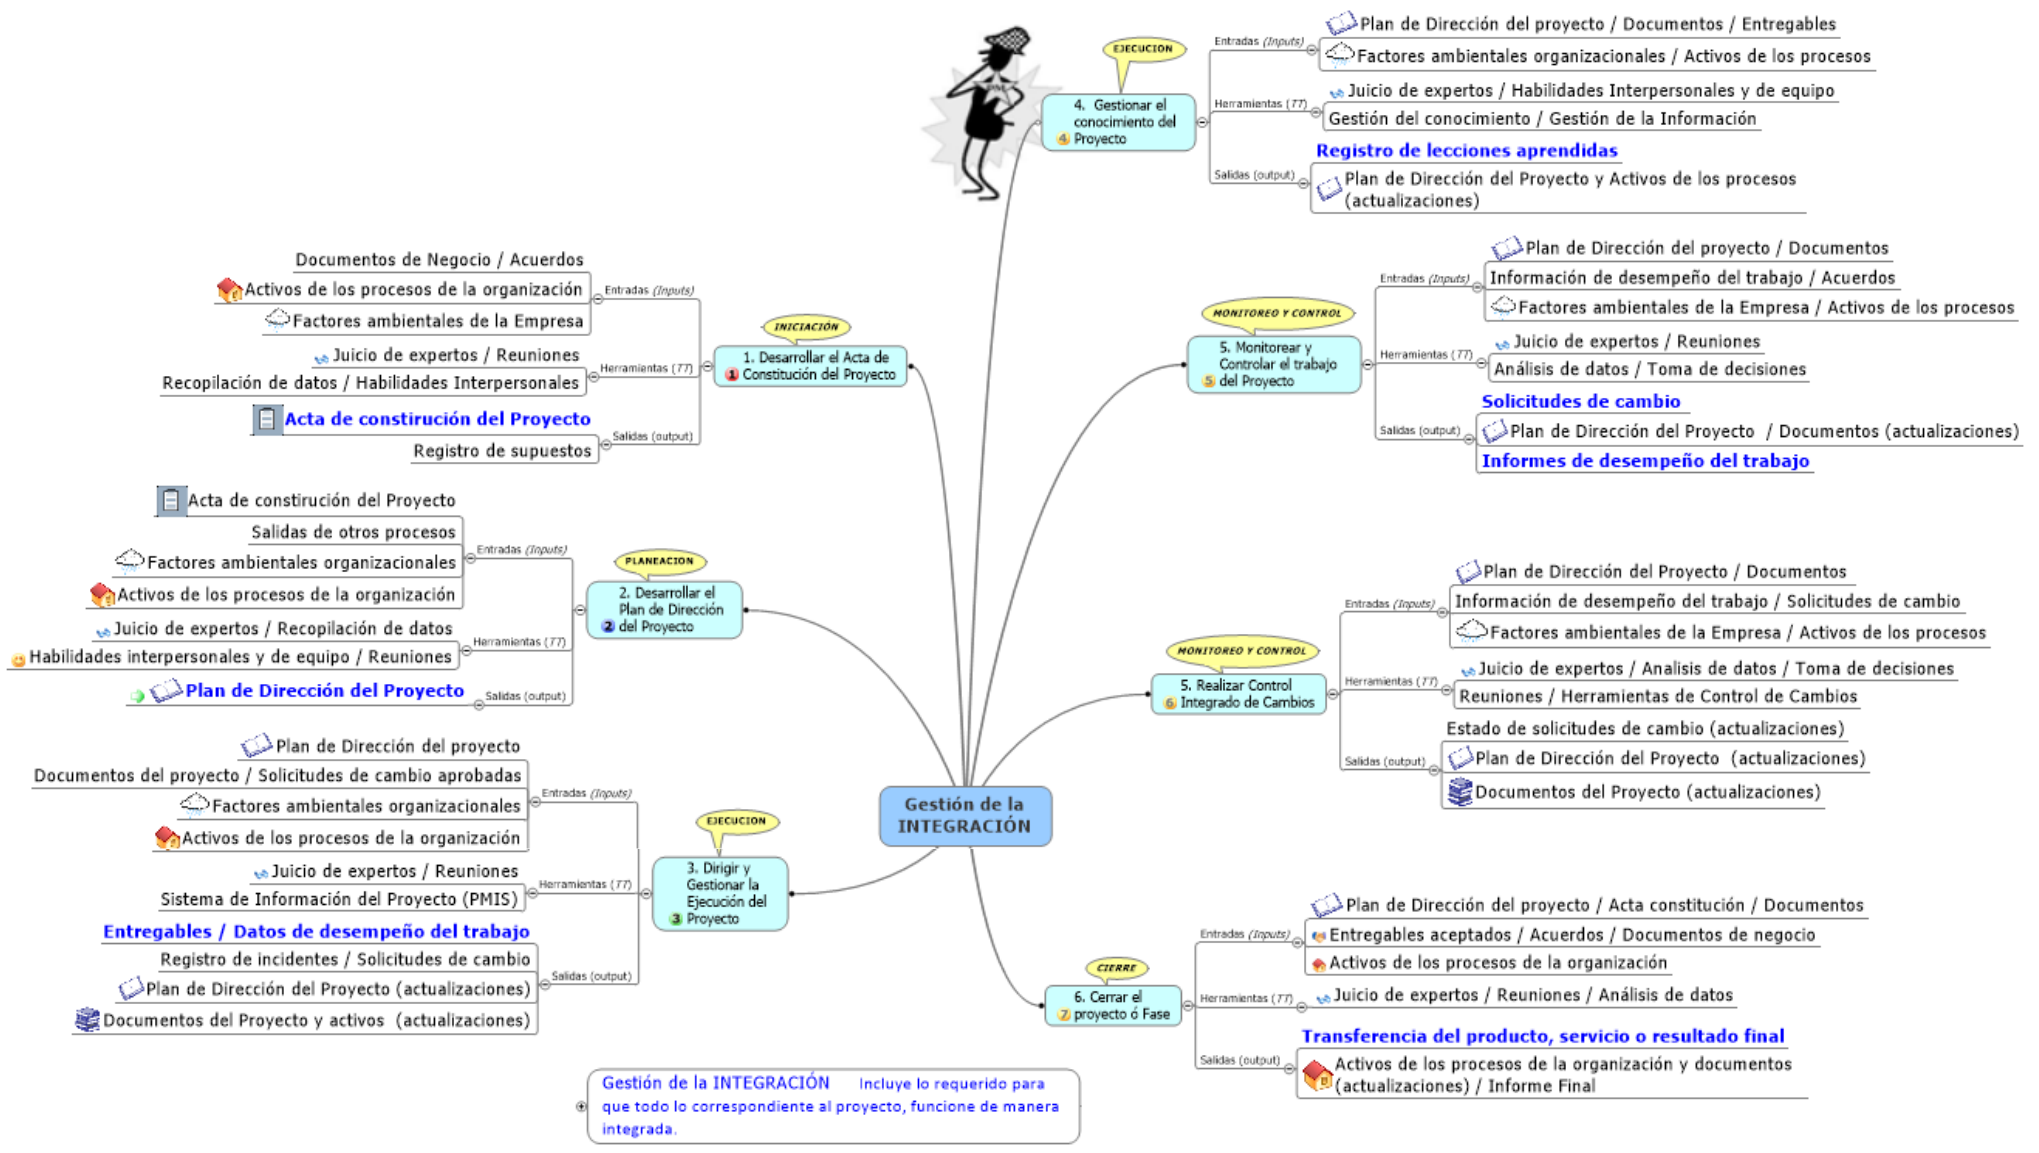 Gestión de la
INTEGRACIÓN
INICIACIÓN
1. Desarrollar el Acta de
Constitución del Proyecto
1
Entradas (Inputs)
Documentos de Negocio / Acuerdos
Activos de los procesos de la organización
Factores ambientales de la Empresa
Herramientas (TT)
Juicio de expertos / Reuniones
Recopilación de datos / Habilidades Interpersonales
Salidas (output)
Acta de constirución del Proyecto
Registro de supuestos
PLANEACION
2. Desarrollar el
Plan de Dirección
2 del Proyecto
Entradas (Inputs)
Acta de constirución del Proyecto
Salidas de otros procesos
Factores ambientales organizacionales
Activos de los procesos de la organización
Herramientas (TT)
Juicio de expertos / Recopilación de datos
Habilidades interpersonales y de equipo / Reuniones
Salidas (output)
Plan de Dirección del Proyecto
EJECUCION
3. Dirigir y
Gestionar la
Ejecución del
3 Proyecto
Entradas (Inputs)
Plan de Dirección del proyecto
Documentos del proyecto / Solicitudes de cambio aprobadas
Factores ambientales organizacionales
Activos de los procesos de la organización
Herramientas (TT)
Juicio de expertos / Reuniones
Sistema de Información del Proyecto (PMIS)
Salidas (output)
Entregables / Datos de desempeño del trabajo
Registro de incidentes / Solicitudes de cambio
Plan de Dirección del Proyecto (actualizaciones)
Documentos del Proyecto y activos (actualizaciones)
EJECUCION
4. Gestionar el
conocimiento del
4 Proyecto
Entradas (Inputs)
Plan de Dirección del proyecto / Documentos / Entregables
Factores ambientales organizacionales / Activos de los procesos
Herramientas (TT)
Juicio de expertos / Habilidades Interpersonales y de equipo
Gestión del conocimiento / Gestión de la Información
Salidas (output)
Registro de lecciones aprendidas
Plan de Dirección del Proyecto y Activos de los procesos
(actualizaciones)
MONITOREO Y CONTROL
5. Monitorear y
Controlar el trabajo
5 del Proyecto
Entradas (Inputs)
Plan de Dirección del proyecto / Documentos
Información de desempeño del trabajo / Acuerdos
Factores ambientales de la Empresa / Activos de los procesos
Herramientas (TT)
Juicio de expertos / Reuniones
Análisis de datos / Toma de decisiones
Salidas (output)
Solicitudes de cambio
Plan de Dirección del Proyecto / Documentos (actualizaciones)
Informes de desempeño del trabajo
MONITOREO Y CONTROL
5. Realizar Control
6 Integrado de Cambios
Entradas (Inputs)
Plan de Dirección del Proyecto / Documentos
Información de desempeño del trabajo / Solicitudes de cambio
Factores ambientales de la Empresa / Activos de los procesos
Herramientas (TT)
Juicio de expertos / Analisis de datos / Toma de decisiones
Reuniones / Herramientas de Control de Cambios
Salidas (output)
Estado de solicitudes de cambio (actualizaciones)
Plan de Dirección del Proyecto (actualizaciones)
Documentos del Proyecto (actualizaciones)
CIERRE
6. Cerrar el
7 proyecto ó Fase
Entradas (Inputs)
Plan de Dirección del proyecto / Acta constitución / Documentos
Entregables aceptados / Acuerdos / Documentos de negocio
Activos de los procesos de la organización
Herramientas (TT)
Juicio de expertos / Reuniones / Análisis de datos
Salidas (output)
Transferencia del producto, servicio o resultado final
Activos de los procesos de la organización y documentos
(actualizaciones) / Informe Final
Gestión de la INTEGRACIÓN Incluye lo requerido para
que todo lo correspondiente al proyecto, funcione de manera
integrada.